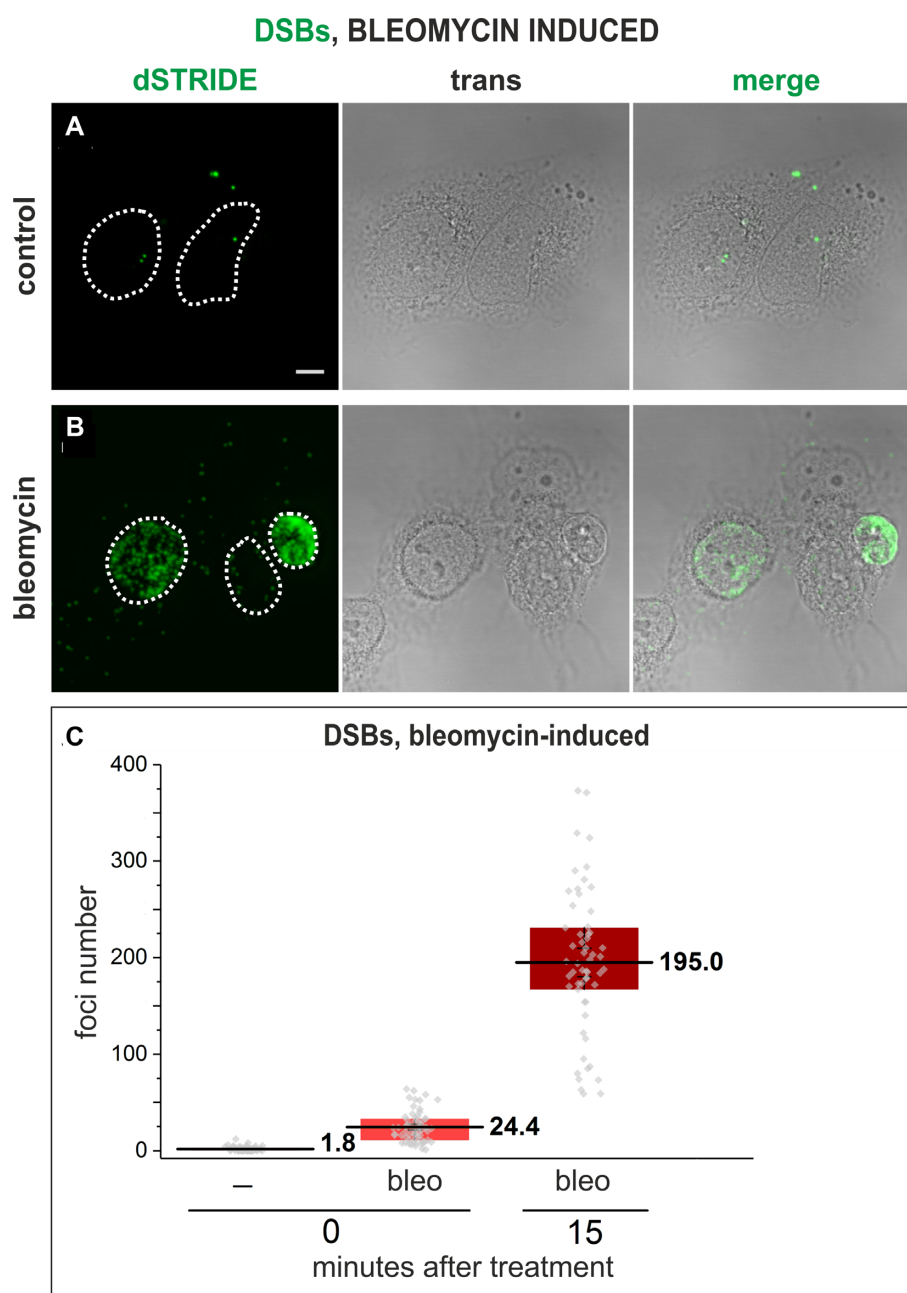 DSBs, BLEOMYCIN INDUCED
dSTRIDE trans merge
A
control
B
bleomycin
C
DSBs, bleomycin-induced
foci number
400
300
200
100
0
1.8
24.4
195.0
– bleo bleo
0 15
minutes after treatment